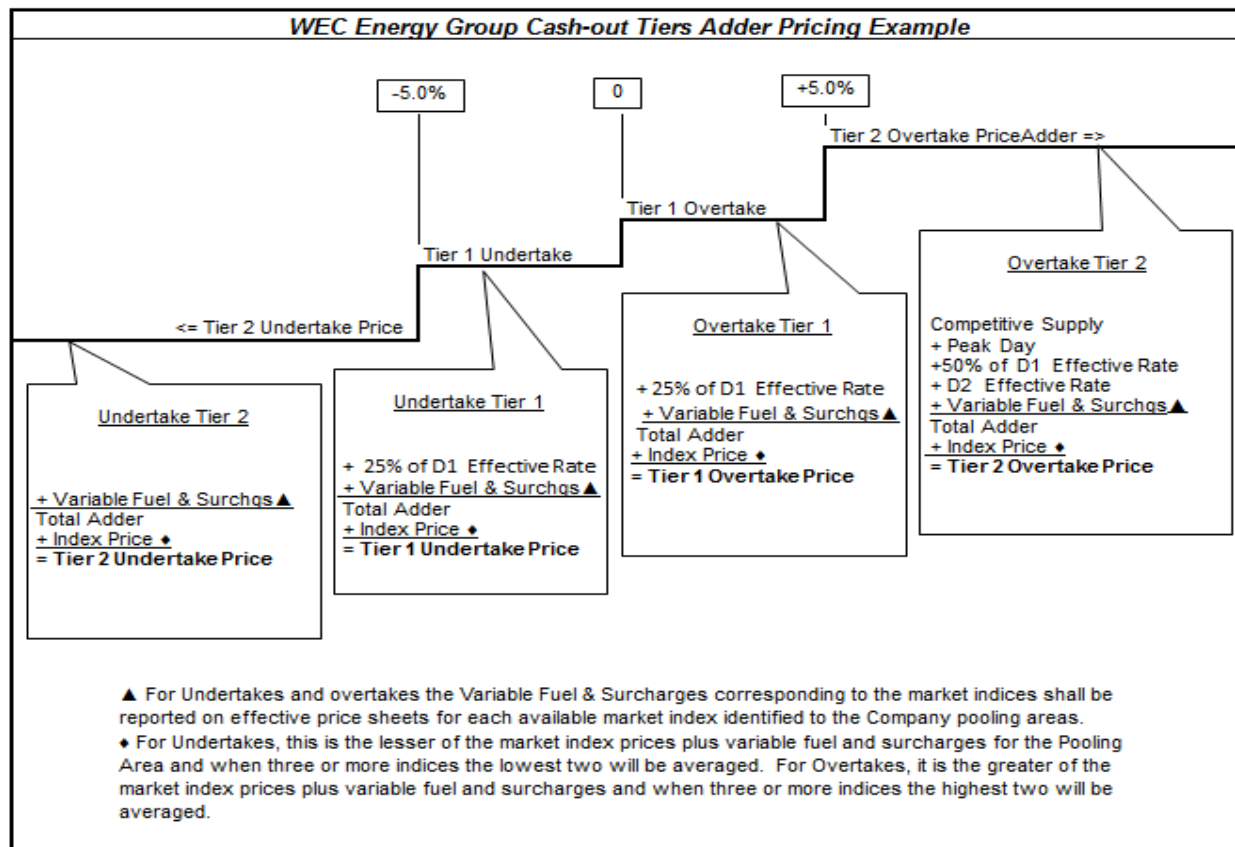 WEC Energy Group Cash-out Tiers Adder Pricing Example
-5.0%
0
+5.0%
Tier 2 Overtake PriceAdder =>
Tier 1 Overtake
Tier 1 Undertake
<= Tier 2 Undertake Price
Undertake Tier 2
+ Variable Fuel & Surchgs▲
Total Adder
+ Index Price ♦
= Tier 2 Undertake Price
Undertake Tier 1
+ 25% of D1 Effective Rate
+ Variable Fuel & Surchgs▲
Total Adder
+ Index Price ♦
= Tier 1 Undertake Price
Overtake Tier 1
+ 25% of D1 Effective Rate
+ Variable Fuel & Surchgs▲
Total Adder
+ Index Price ♦
= Tier 1 Overtake Price
Overtake Tier 2
Competitive Supply
+ Peak Day
+50% of D1 Effective Rate
+ D2 Effective Rate
+ Variable Fuel & Surchgs▲
Total Adder
+ Index Price ♦
= Tier 2 Overtake Price
▲ For Undertakes and overtakes the Variable Fuel & Surcharges corresponding to the market indices shall be
reported on effective price sheets for each available market index identified to the Company pooling areas.
♦ For Undertakes, this is the lesser of the market index prices plus variable fuel and surcharges for the Pooling
Area and when three or more indices the lowest two will be averaged. For Overtakes, it is the greater of the
market index prices plus variable fuel and surcharges and when three or more indices the highest two will be
averaged.